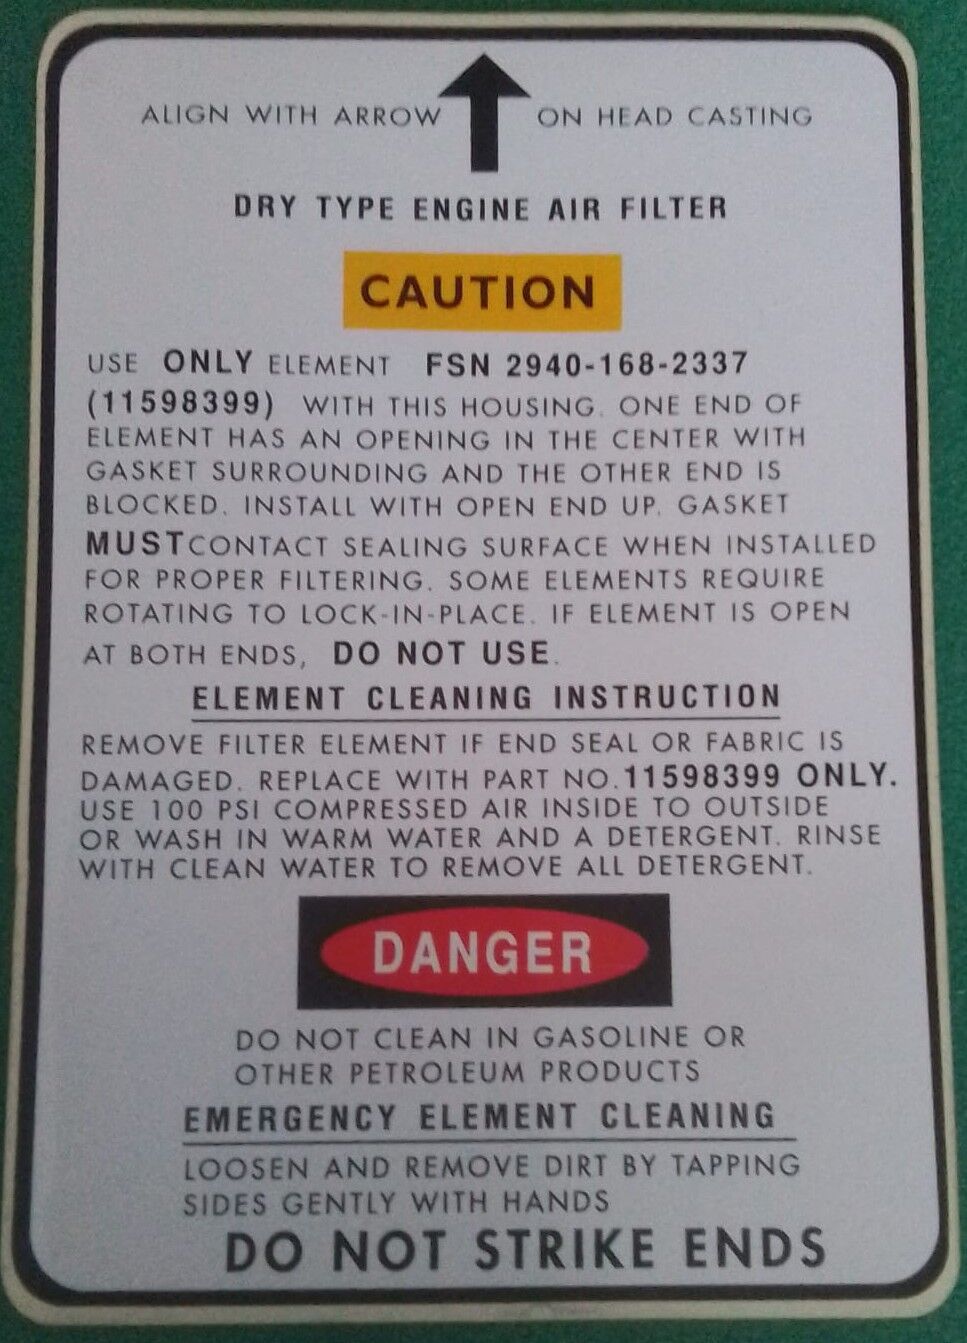 ALIGN WITH ARROW ON HEAD CASTING
DRY TYPE ENGINE AIR FILTER
CAUTION
USE ONLY ELEMENT FSN 2940-168-2337
(11598399) WITH THIS HOUSING. ONE END OF
ELEMENT HAS AN OPENING IN THE CENTER WITH
GASKET SURROUNDING AND THE OTHER END IS
BLOCKED. INSTALL WITH OPEN END UP. GASKET
MUST CONTACT SEALING SURFACE WHEN INSTALLED
FOR PROPER FILTERING. SOME ELEMENTS REQUIRE
ROTATING TO LOCK-IN-PLACE. IF ELEMENT IS OPEN
AT BOTH ENDS, DO NOT USE.
ELEMENT CLEANING INSTRUCTION
REMOVE FILTER ELEMENT IF END SEAL OR FABRIC IS
DAMAGED. REPLACE WITH PART NO. 11598399 ONLY.
USE 100 PSI COMPRESSED AIR INSIDE TO OUTSIDE
OR WASH IN WARM WATER AND A DETERGENT. RINSE
WITH CLEAN WATER TO REMOVE ALL DETERGENT.
DANGER
DO NOT CLEAN IN GASOLINE OR
OTHER PETROLEUM PRODUCTS
EMERGENCY ELEMENT CLEANING
LOOSEN AND REMOVE DIRT BY TAPPING
SIDES GENTLY WITH HANDS
DO NOT STRIKE ENDS